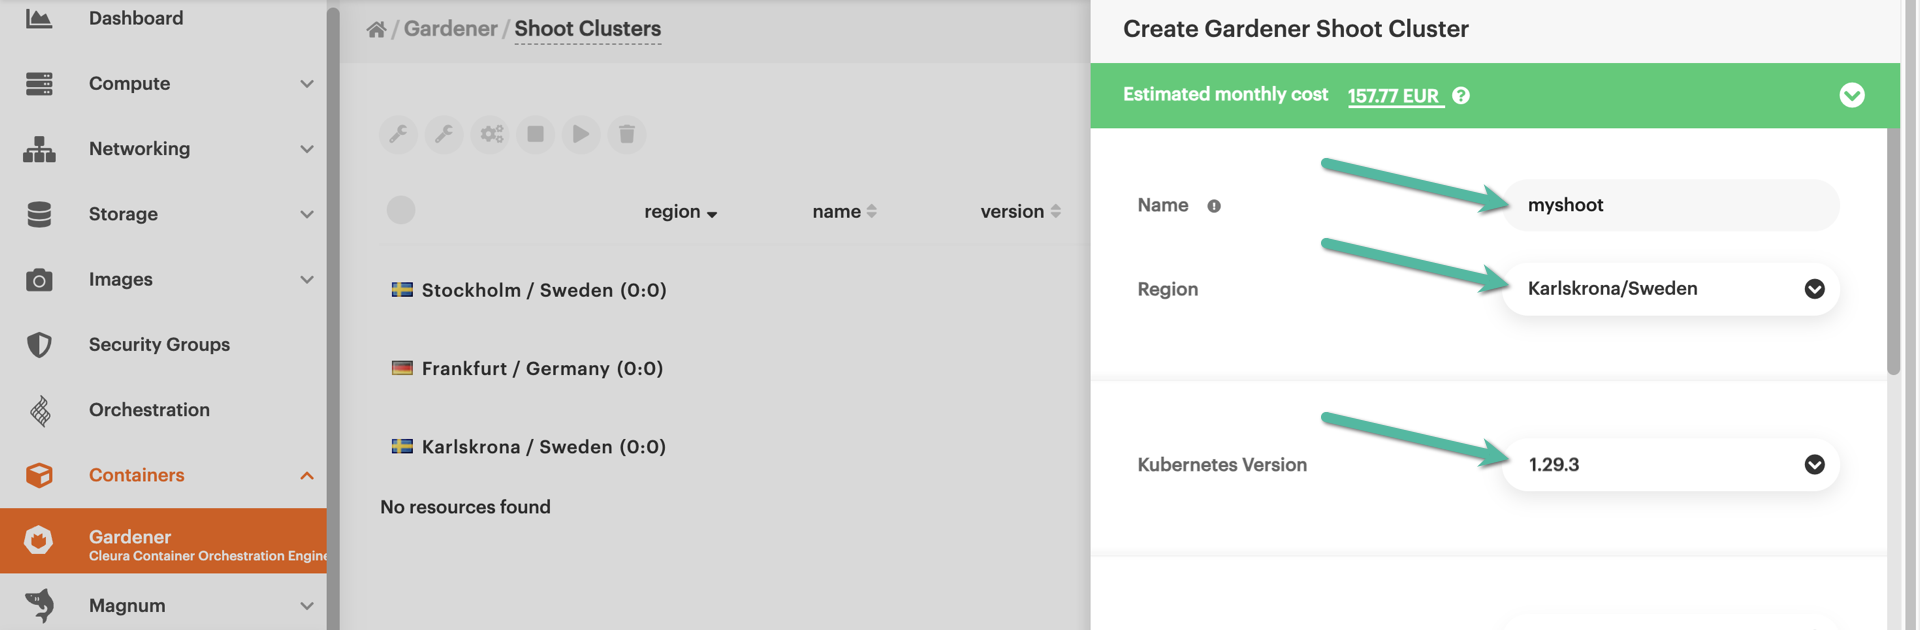 Dashboard
Compute
Networking
Storage
Images
Security Groups
Orchestration
Containers
Gardener
Cleura Container Orchestration Engine
Magnum
/ Gardener / Shoot Clusters
region name version
Stockholm / Sweden (0:0)
Frankfurt / Germany (0:0)
Karlskrona / Sweden (0:0)
No resources found
Create Gardener Shoot Cluster
Estimated monthly cost 157.77 EUR ?
Name myshoot
Region Karlskrona/Sweden
Kubernetes Version 1.29.3